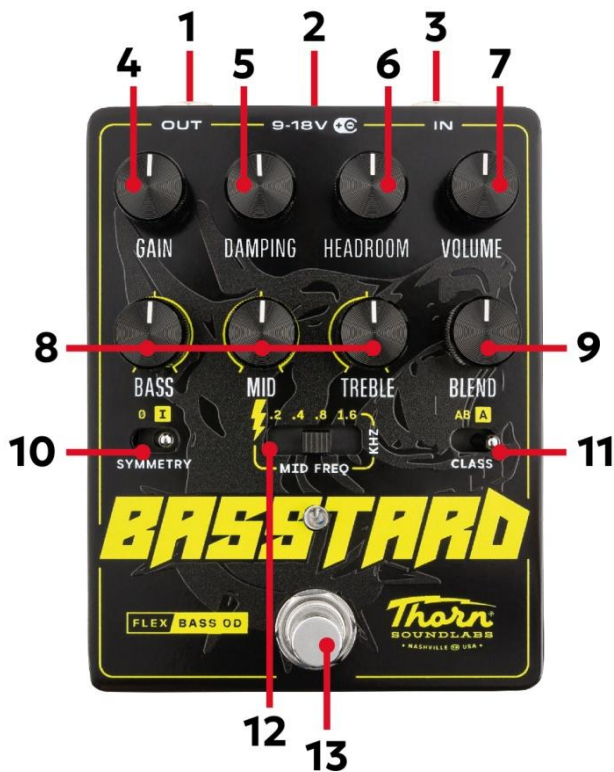 1 2 3
4 5 6 7
OUT 9-18V IN
GAIN DAMPING HEADROOM VOLUME
8 9
BASS MID TREBLE BLEND
0 I .2 .4 .8 1.6 AB A
KHZ
10 11
SYMMETRY MID FREQ CLASS
BASSTARD
FLEX BASS OD
Thorn®
SOUNDLABS
• NASHVILLE USA •
12
13